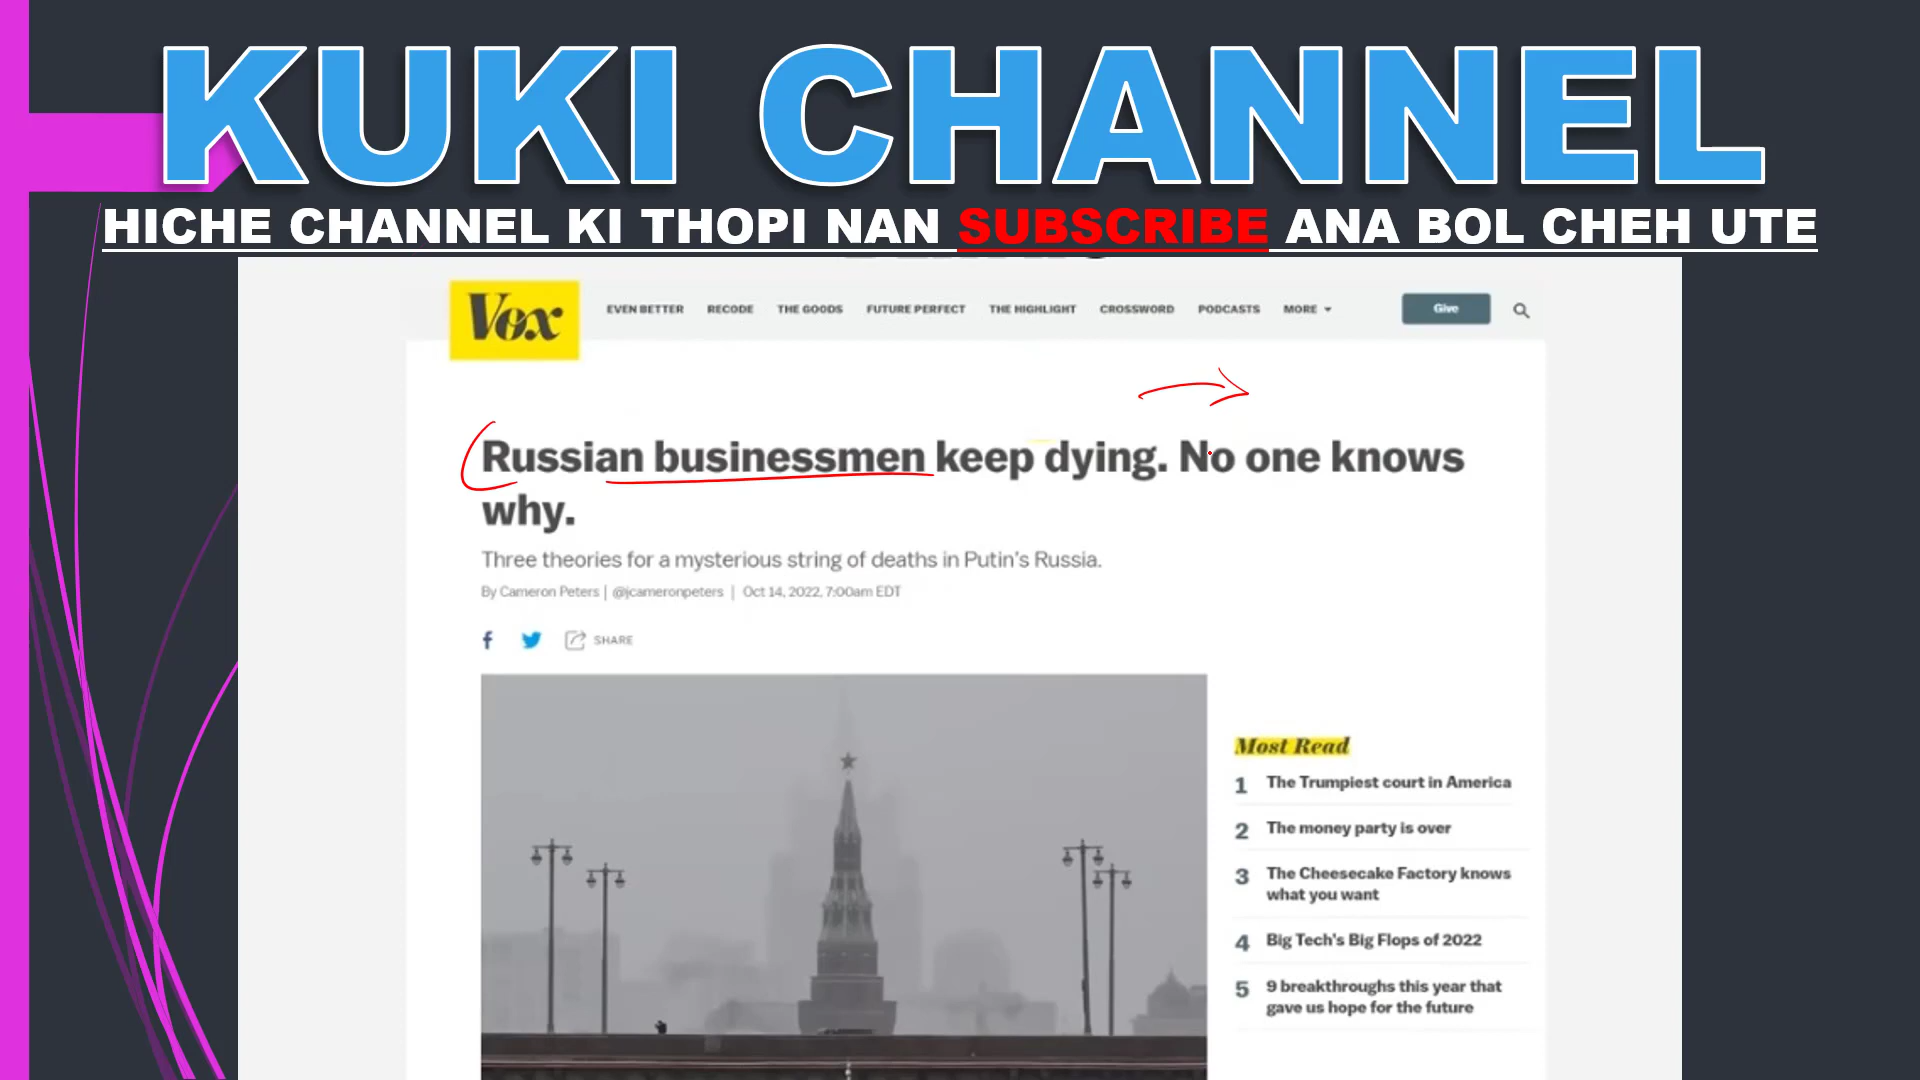 KUKI CHANNEL
HICHE CHANNEL KI THOPI NAN SUBSCRIBE ANA BOL CHEH UTE
Vox
EVEN BETTER RECODE THE GOODS FUTURE PERFECT THE HIGHLIGHT CROSSWORD PODCASTS MORE Give
Russian businessmen keep dying. No one knows
why.
Three theories for a mysterious string of deaths in Putin's Russia.
By Cameron Peters | @jcameronpeters | Oct 14, 2022, 7:00am EDT
SHARE
Most Read
1 The Trumpiest court in America
2 The money party is over
3 The Cheesecake Factory knows
what you want
4 Big Tech's Big Flops of 2022
5 9 breakthroughs this year that
gave us hope for the future